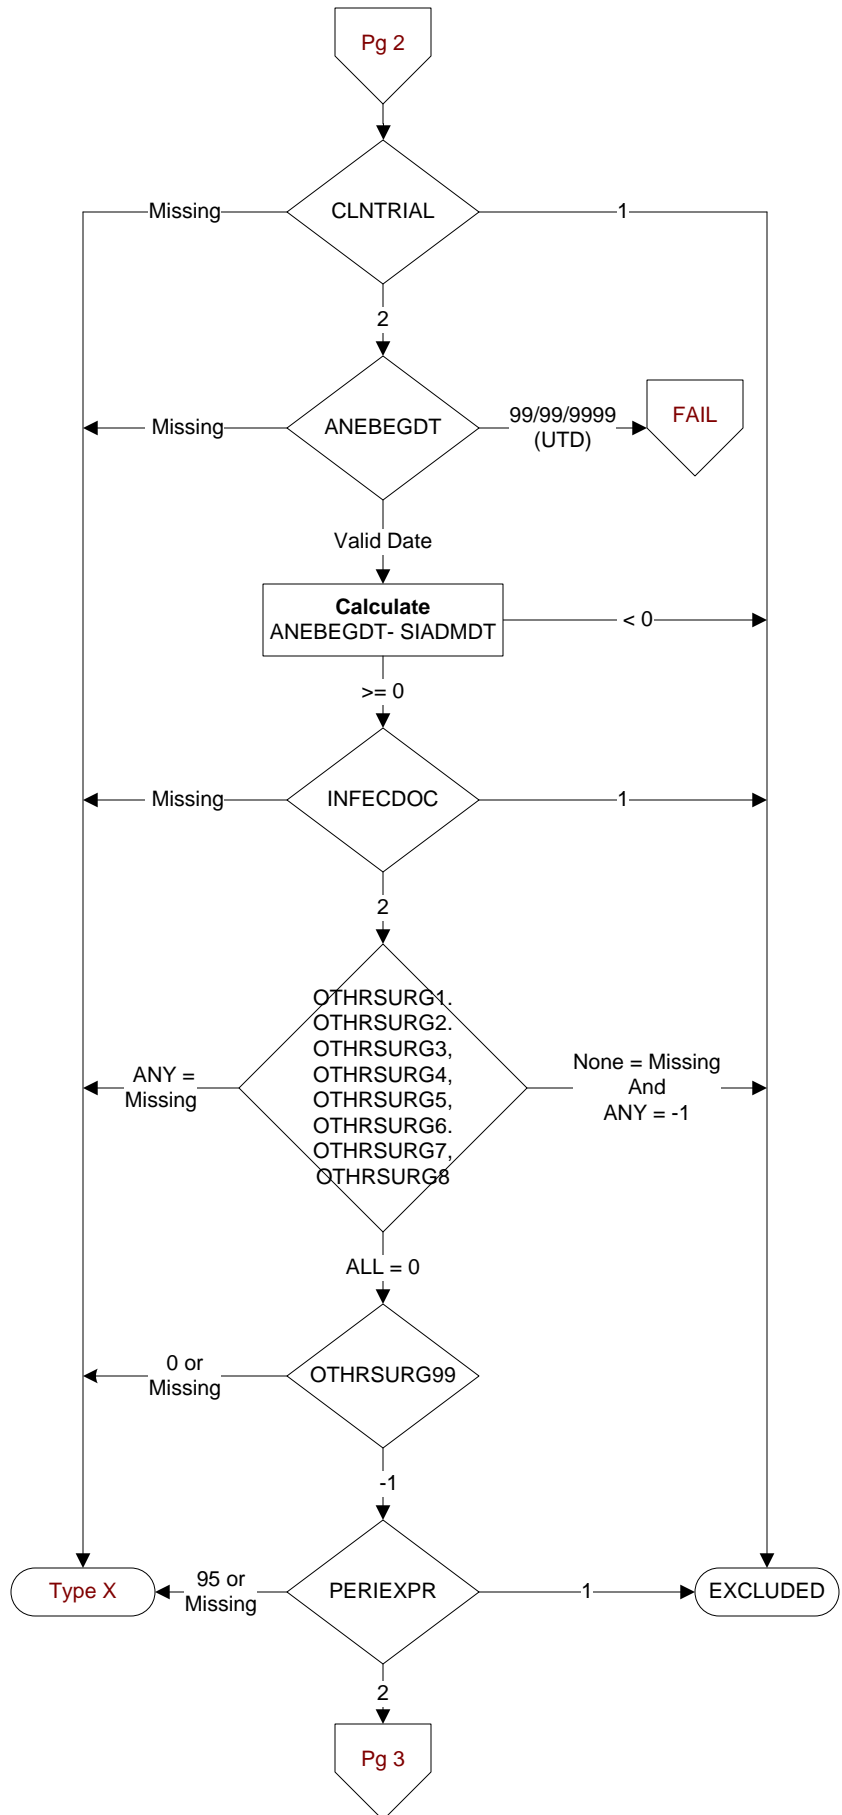 Pg 2
CLNTRIAL
Missing
1
2
ANEBEGDT
Missing
99/99/9999
(UTD)
FAIL
Valid Date
Calculate
ANEBEGDT- SIADMDT
< 0
>= 0
INFECDOC
Missing
1
2
OTHRSURG1.
OTHRSURG2.
OTHRSURG3,
OTHRSURG4,
OTHRSURG5,
OTHRSURG6.
OTHRSURG7,
OTHRSURG8
ANY =
Missing
None = Missing
And
ANY = -1
ALL = 0
0 or
Missing
OTHRSURG99
-1
Type X
95 or
Missing
PERIEXPR
1
EXCLUDED
2
Pg 3